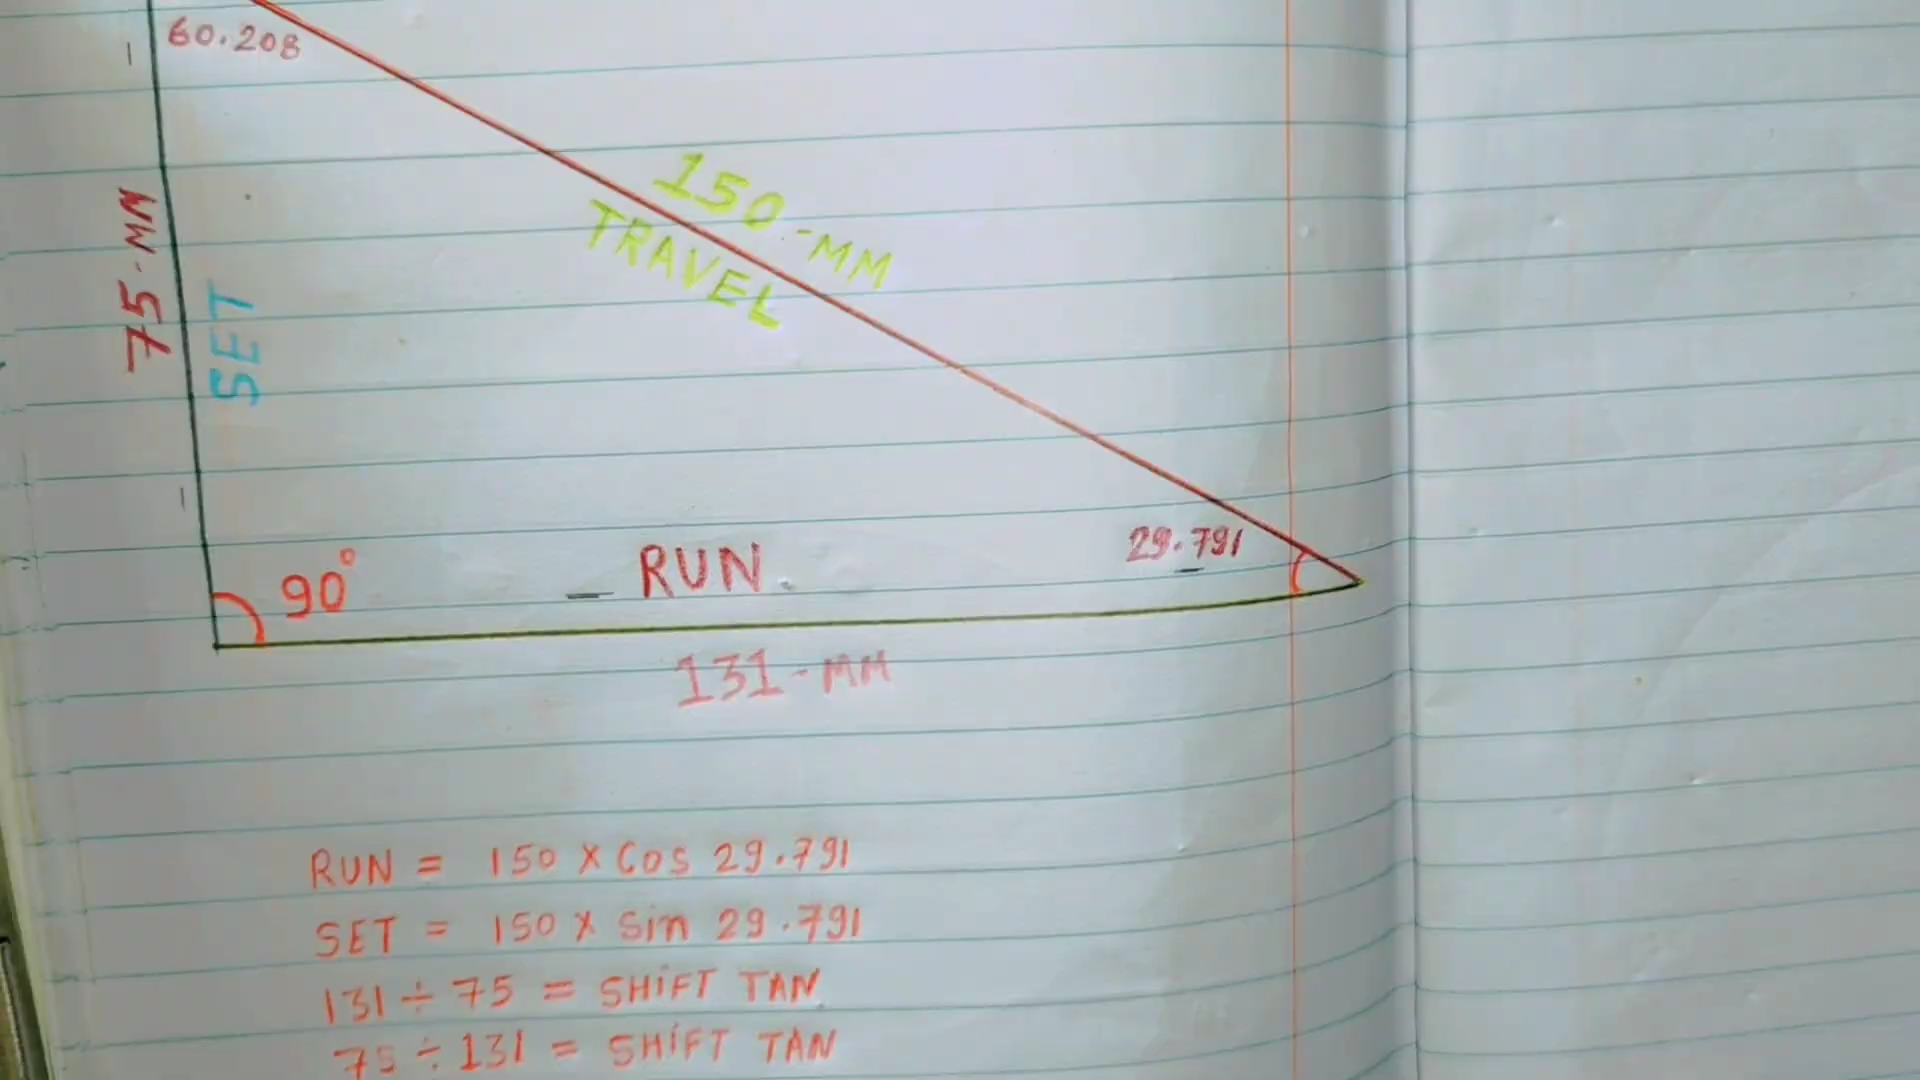 60.208
150-MM
TRAVEL
75-MM
SET
90°
RUN
29.791
131-MM
RUN = 150 X COS 29.791
SET = 150 X Sin 29.791
131 ÷ 75 = SHiFT TAN
75 ÷ 131 = SHiFT TAN